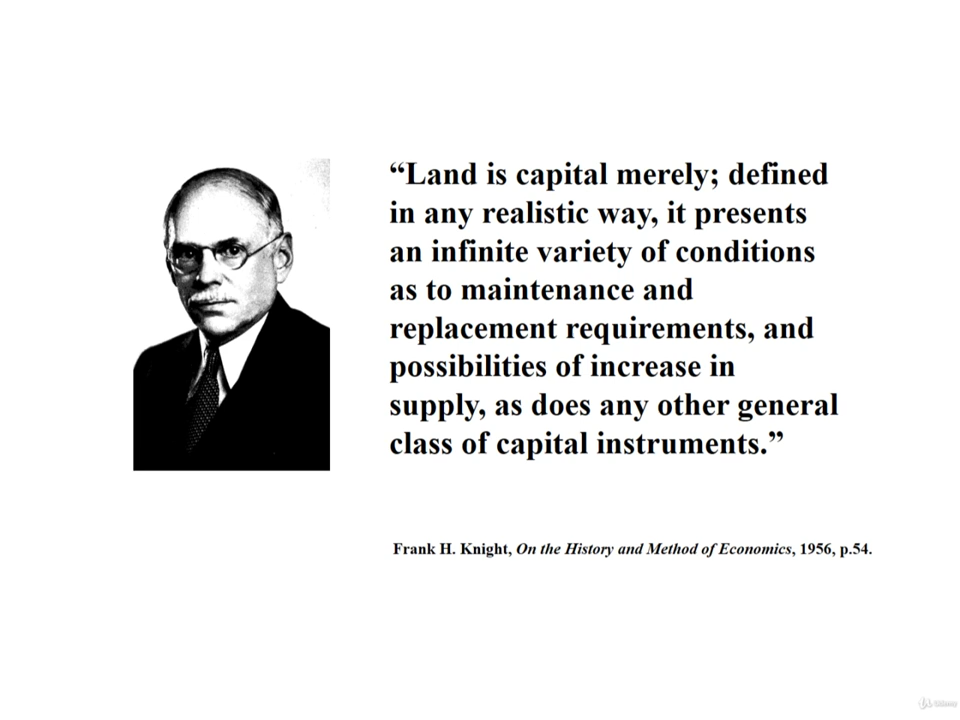 “Land is capital merely; defined
in any realistic way, it presents
an infinite variety of conditions
as to maintenance and
replacement requirements, and
possibilities of increase in
supply, as does any other general
class of capital instruments.”
Frank H. Knight, On the History and Method of Economics, 1956, p.54.